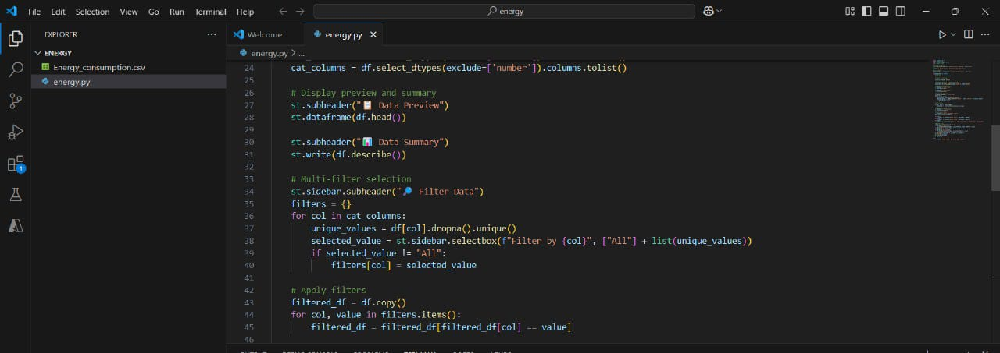 File Edit Selection View Go Run Terminal Help
energy
EXPLORER
ENERGY
Energy_consumption.csv
energy.py
1
Welcome
energy.py
energy.py > ...
24 cat_columns = df.select_dtypes(exclude=['number']).columns.tolist()
25
26 # Display preview and summary
27 st.subheader("📋 Data Preview")
28 st.dataframe(df.head())
29
30 st.subheader("📊 Data Summary")
31 st.write(df.describe())
32
33 # Multi-filter selection
34 st.sidebar.subheader("🔎 Filter Data")
35 filters = {}
36 for col in cat_columns:
37 unique_values = df[col].dropna().unique()
38 selected_value = st.sidebar.selectbox(f"Filter by {col}", ["All"] + list(unique_values))
39 if selected_value != "All":
40 filters[col] = selected_value
41
42 # Apply filters
43 filtered_df = df.copy()
44 for col, value in filters.items():
45 filtered_df = filtered_df[filtered_df[col] == value]
46